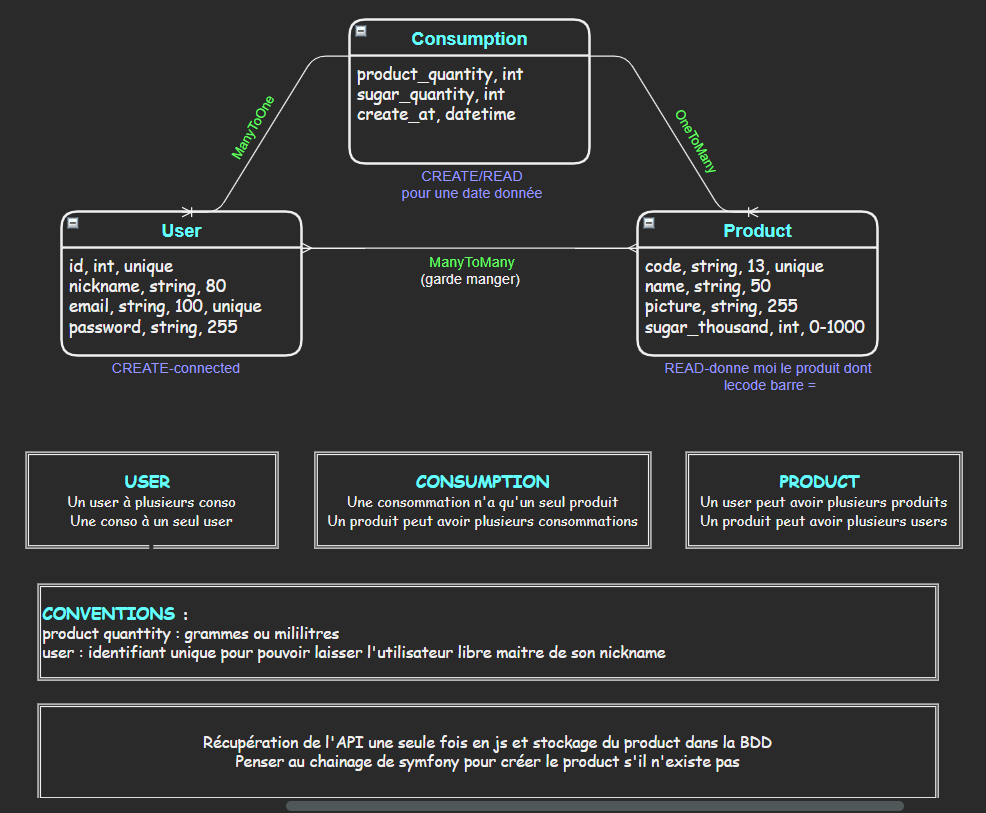 Consumption
product_quantity, int
sugar_quantity, int
create_at, datetime
CREATE/READ
pour une date donnée
ManyToOne
OneToMany
User
id, int, unique
nickname, string, 80
email, string, 100, unique
password, string, 255
CREATE-connected
ManyToMany
(garde manger)
Product
code, string, 13, unique
name, string, 50
picture, string, 255
sugar_thousand, int, 0-1000
READ-donne moi le produit dont
lecode barre =
USER
Un user à plusieurs conso
Une conso à un seul user
CONSUMPTION
Une consommation n'a qu'un seul produit
Un produit peut avoir plusieurs consommations
PRODUCT
Un user peut avoir plusieurs produits
Un produit peut avoir plusieurs users
CONVENTIONS :
product quanttity : grammes ou mililitres
user : identifiant unique pour pouvoir laisser l'utilisateur libre maitre de son nickname
Récupération de l'API une seule fois en js et stockage du product dans la BDD
Penser au chainage de symfony pour créer le product s'il n'existe pas